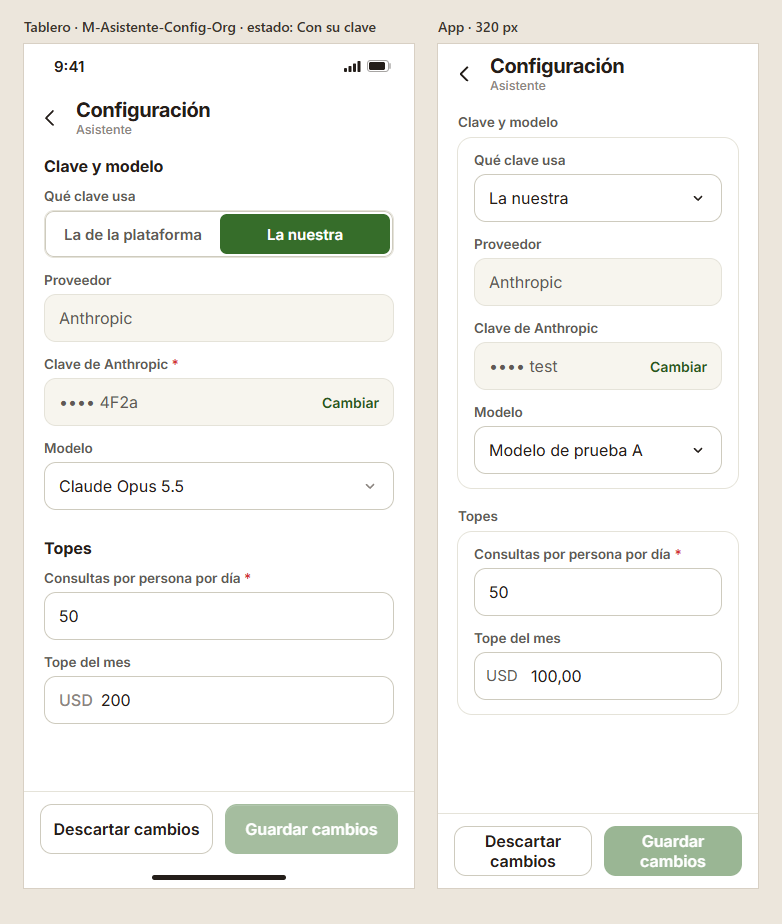 Tablero · M-Asistente-Config-Org · estado: Con su clave
9:41
Configuración
Asistente
Clave y modelo
Qué clave usa
La de la plataforma
La nuestra
Proveedor
Anthropic
Clave de Anthropic *
•••• 4F2a
Cambiar
Modelo
Claude Opus 5.5
Topes
Consultas por persona por día *
50
Tope del mes
USD 200
Descartar cambios
Guardar cambios
App · 320 px
Configuración
Asistente
Clave y modelo
Qué clave usa
La nuestra
Proveedor
Anthropic
Clave de Anthropic
•••• test
Cambiar
Modelo
Modelo de prueba A
Topes
Consultas por persona por día *
50
Tope del mes
USD 100,00
Descartar
cambios
Guardar
cambios